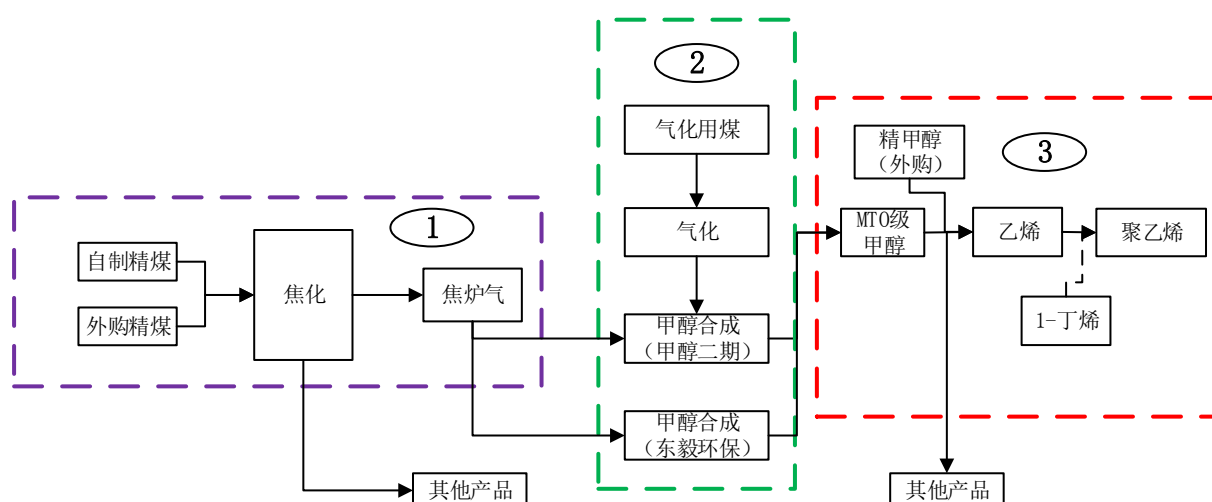 ①
自制精煤
外购精煤
焦化
焦炉气
其他产品
②
气化用煤
气化
甲醇合成
（甲醇二期）
甲醇合成
（东毅环保）
③
精甲醇
（外购）
MTO级
甲醇
乙烯
聚乙烯
1-丁烯
其他产品